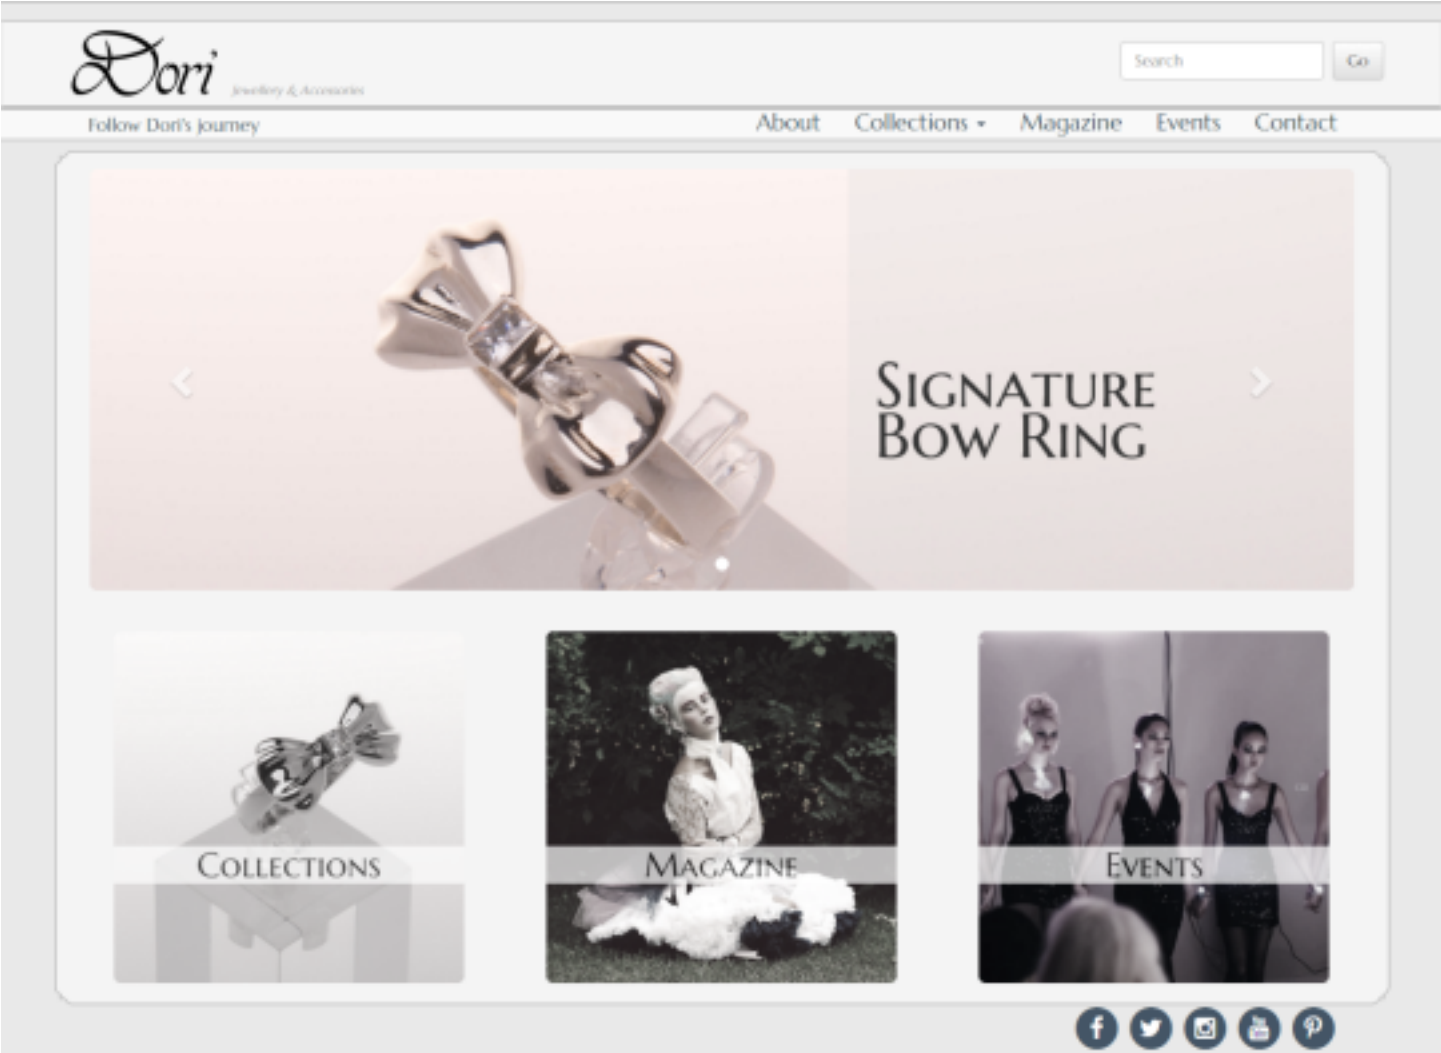 Dori
Jewellery & Accessories
Search
Go
Follow Dori's journey
About
Collections
Magazine
Events
Contact
Signature
Bow Ring
Collections
Magazine
Events